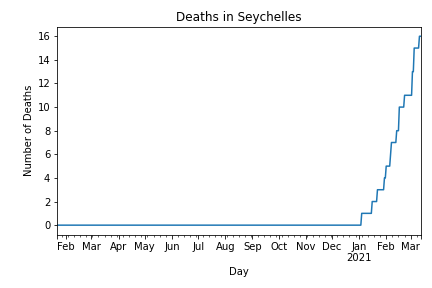 Deaths in Seychelles
16
14
12
10
8
6
4
2
0
Number of Deaths
Feb Mar Apr May Jun Jul Aug Sep Oct Nov Dec Jan Feb Mar
2021
Day